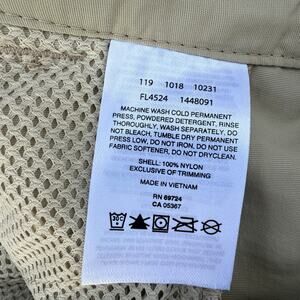 119 1018 10231
FL4524 1448091
MACHINE WASH COLD PERMANENT
PRESS, POWDERED DETERGENT, RINSE
THOROUGHLY, WASH SEPARATELY, DO
NOT BLEACH, TUMBLE DRY PERMANENT
PRESS LOW, DO NOT IRON, DO NOT USE
FABRIC SOFTENER, DO NOT DRYCLEAN.
SHELL: 100% NYLON
EXCLUSIVE OF TRIMMING
MADE IN VIETNAM
RN 69724
CA 05367
30°C